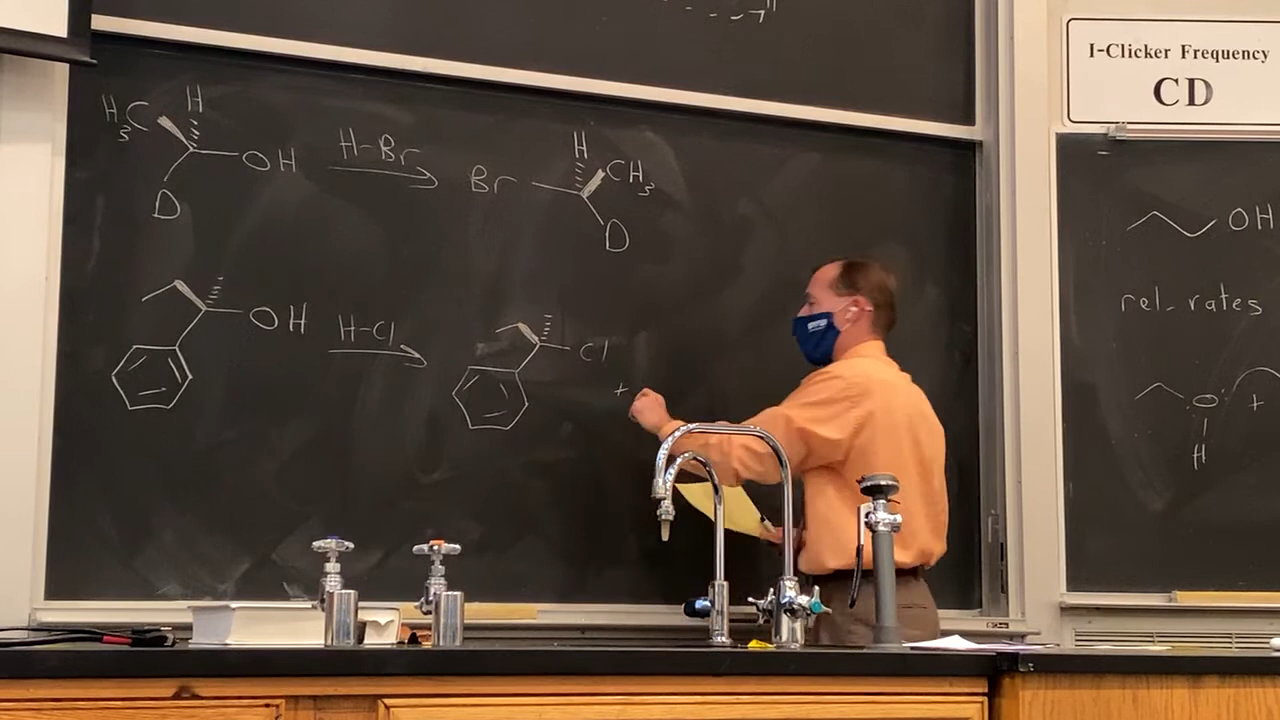 I-Clicker Frequency
CD
H₃C H
OH
D
H-Br
Br
H
CH₃
D
OH
H-Cl
Cl
+
OH
rel. rates
O +
H